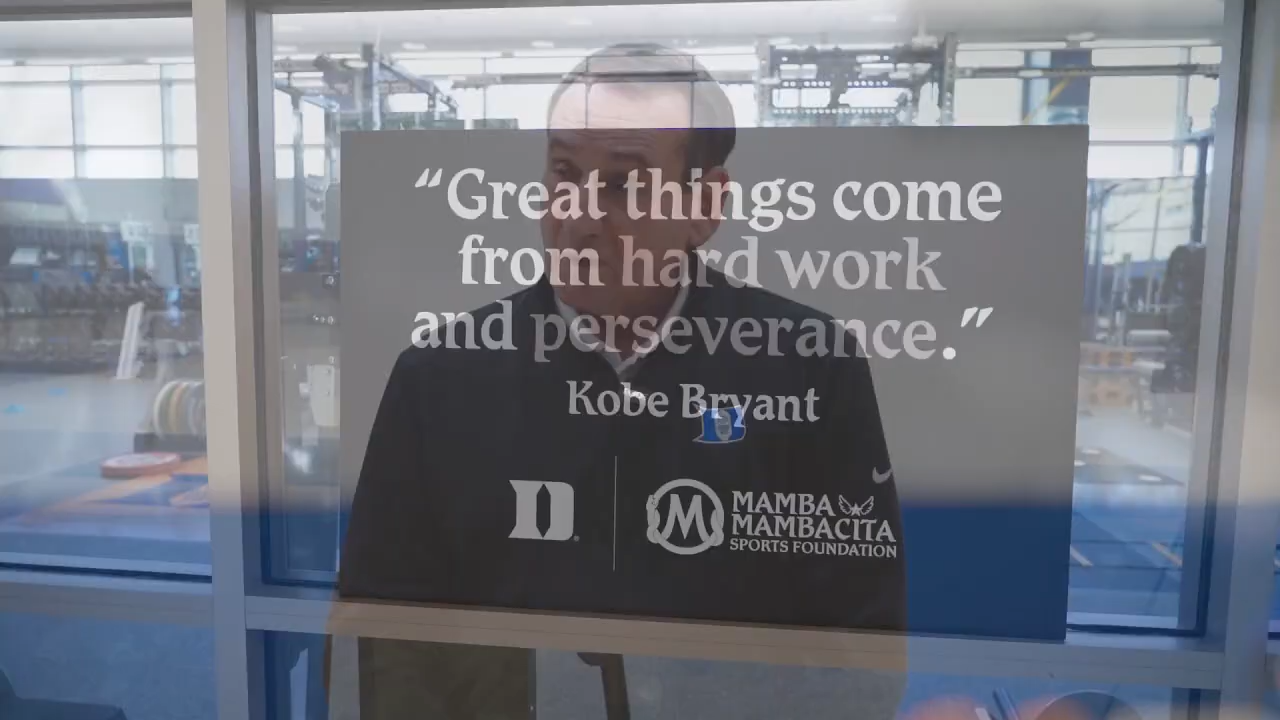 “Great things come
from hard work
and perseverance.”
Kobe Bryant
D
M
MAMBA
MAMBACITA
SPORTS FOUNDATION